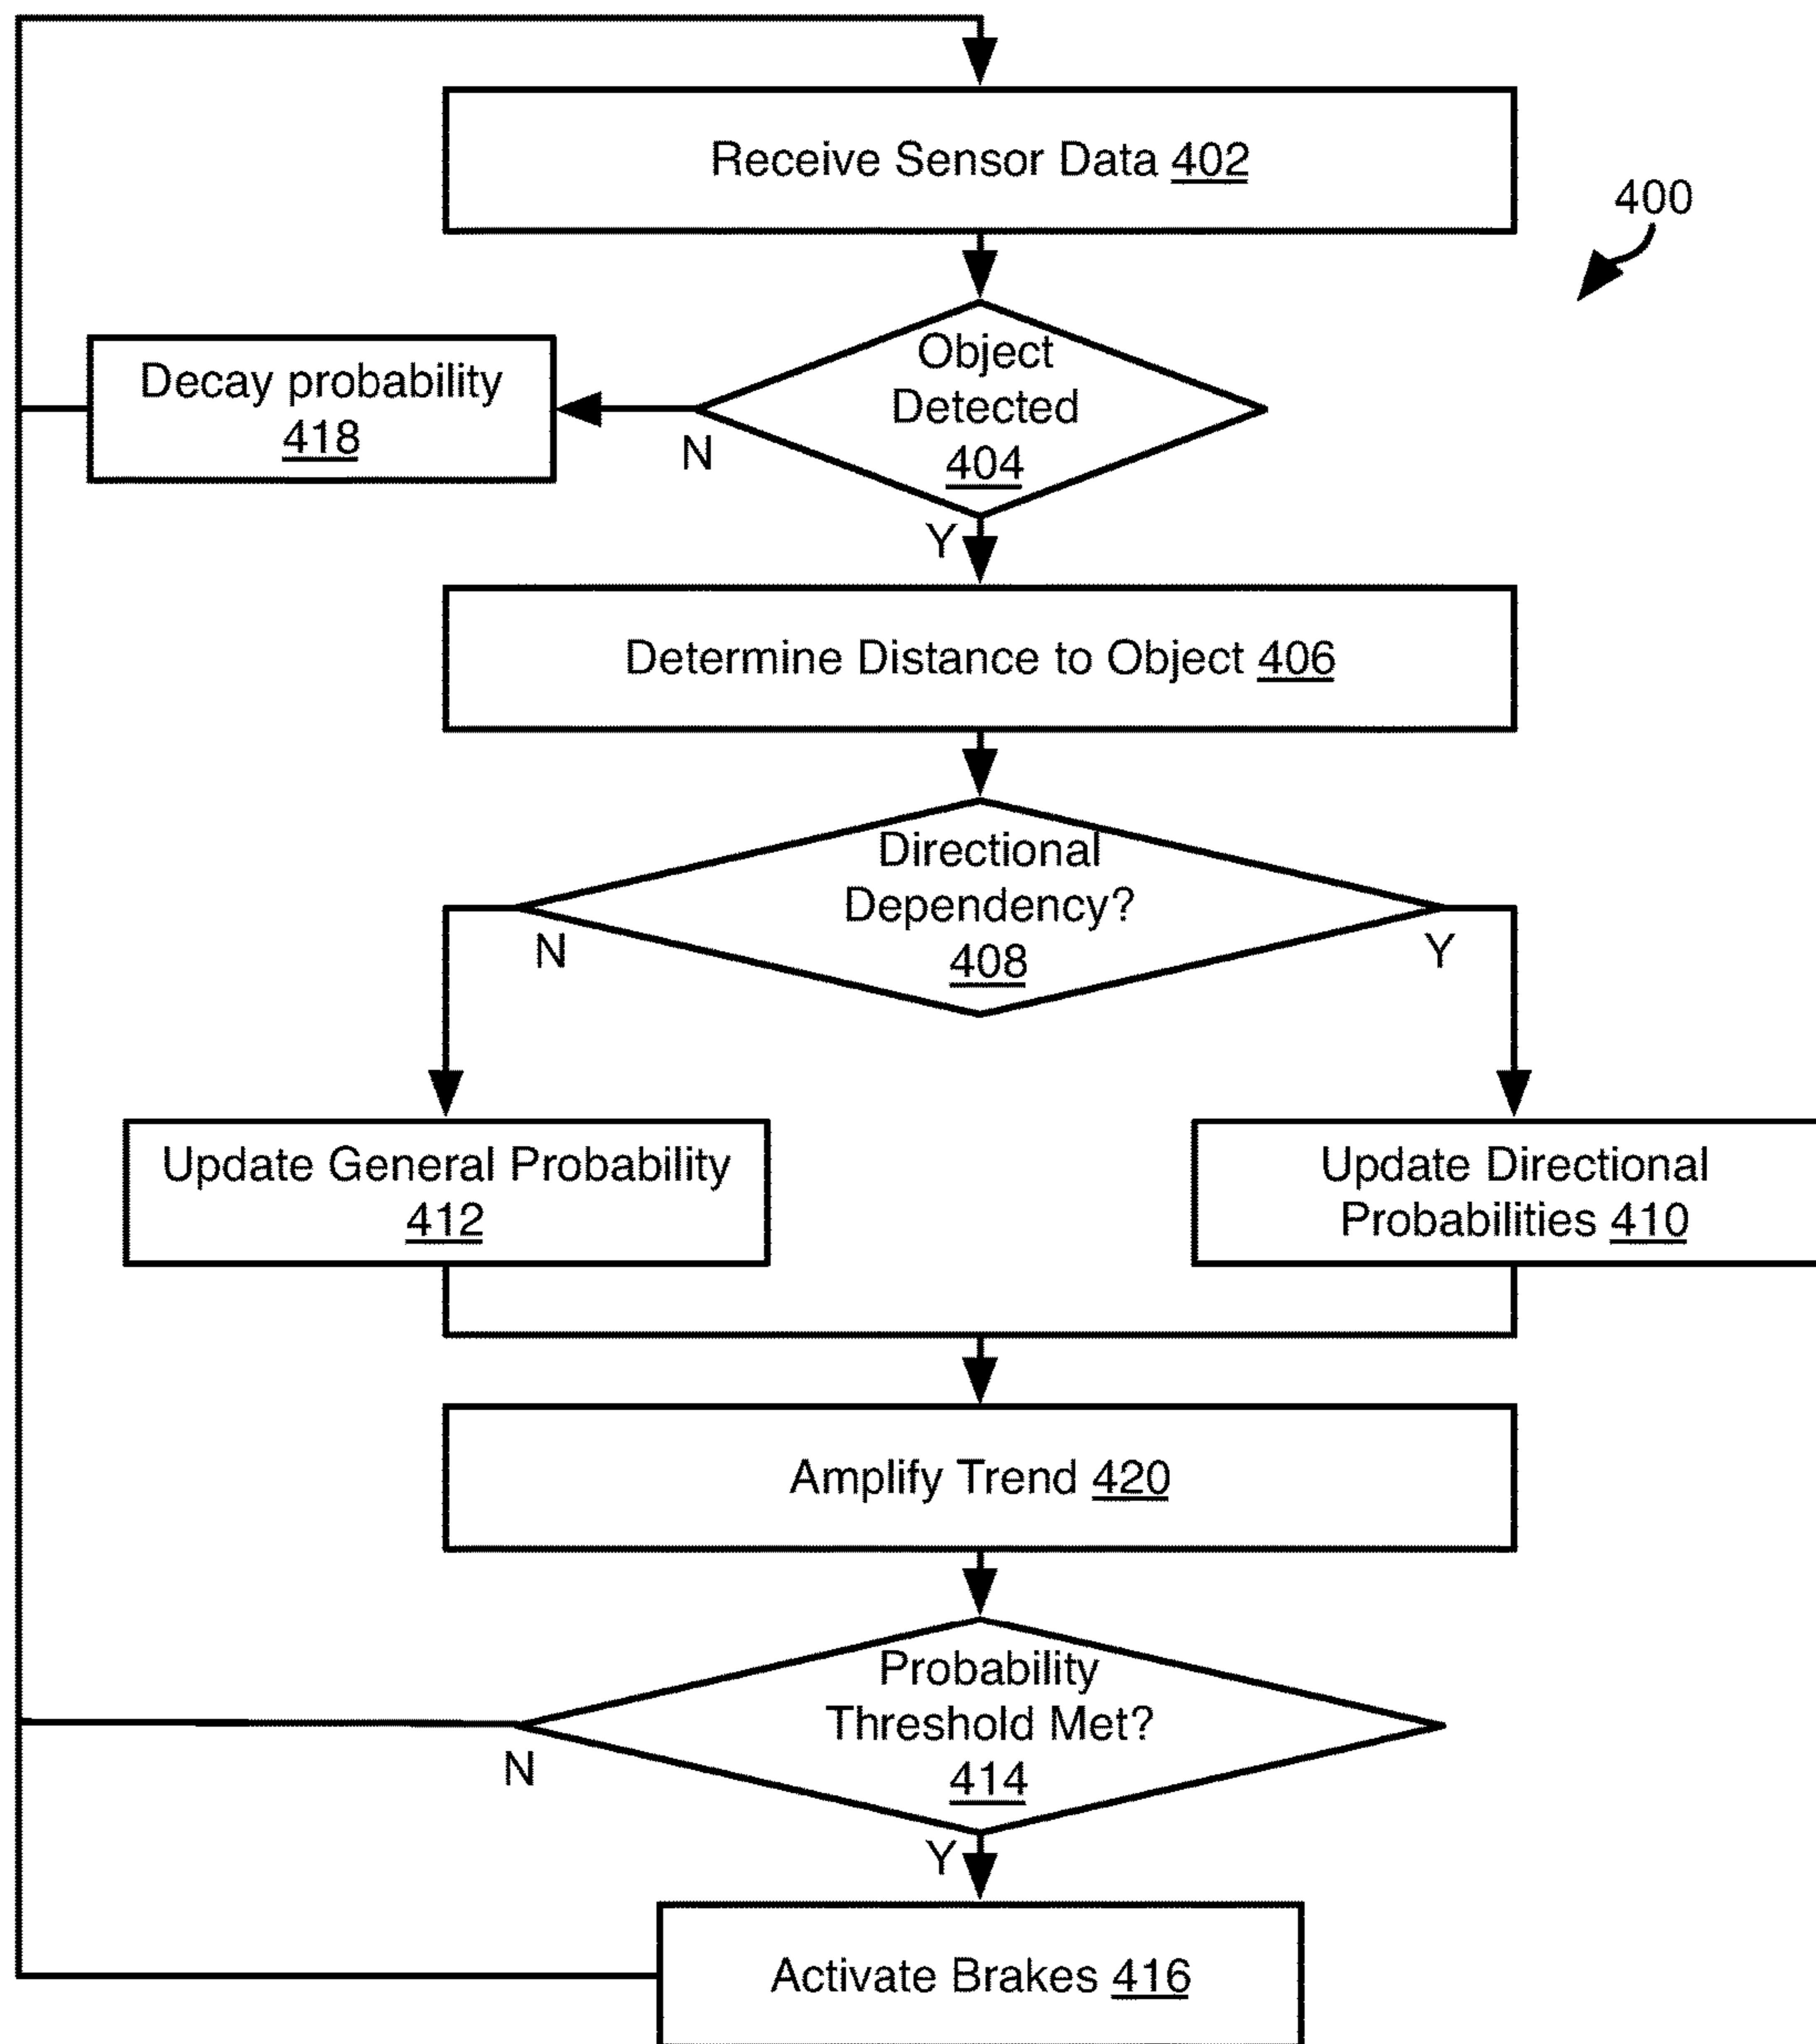 Receive Sensor Data 402
400
Object
Detected
404
Decay probability
418
N
Y
Determine Distance to Object 406
Directional
Dependency?
408
N
Y
Update General Probability
412
Update Directional
Probabilities 410
Amplify Trend 420
Probability
Threshold Met?
414
N
Y
Activate Brakes 416